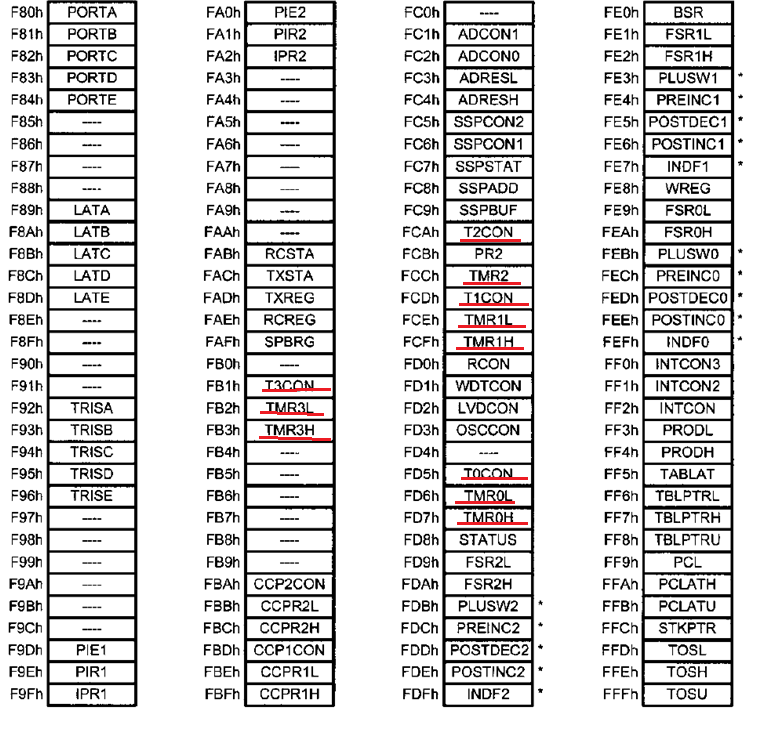 F80h PORTA FA0h PIE2 FC0h ---- FE0h BSR
F81h PORTB FA1h PIR2 FC1h ADCON1 FE1h FSR1L
F82h PORTC FA2h IPR2 FC2h ADCON0 FE2h FSR1H
F83h PORTD FA3h ---- FC3h ADRESL FE3h PLUSW1 *
F84h PORTE FA4h ---- FC4h ADRESH FE4h PREINC1 *
F85h ---- FA5h ---- FC5h SSPCON2 FE5h POSTDEC1 *
F86h ---- FA6h ---- FC6h SSPCON1 FE6h POSTINC1 *
F87h ---- FA7h ---- FC7h SSPSTAT FE7h INDF1 *
F88h ---- FA8h ---- FC8h SSPADD FE8h WREG
F89h LATA FA9h ---- FC9h SSPBUF FE9h FSR0L
F8Ah LATB FAAh ---- FCAh T2CON FEAh FSR0H
F8Bh LATC FABh RCSTA FCBh PR2 FEBh PLUSW0 *
F8Ch LATD FACh TXSTA FCCh TMR2 FECh PREINC0 *
F8Dh LATE FADh TXREG FCDh T1CON FEDh POSTDEC0 *
F8Eh ---- FAEh RCREG FCEh TMR1L FEEh POSTINC0 *
F8Fh ---- FAFh SPBRG FCFh TMR1H FEFh INDF0 *
F90h ---- FB0h ---- FD0h RCON FF0h INTCON3
F91h ---- FB1h T3CON FD1h WDTCON FF1h INTCON2
F92h TRISA FB2h TMR3L FD2h LVDCON FF2h INTCON
F93h TRISB FB3h TMR3H FD3h OSCCON FF3h PRODL
F94h TRISC FB4h ---- FD4h ---- FF4h PRODH
F95h TRISD FB5h ---- FD5h T0CON FF5h TABLAT
F96h TRISE FB6h ---- FD6h TMR0L FF6h TBLPTRL
F97h ---- FB7h ---- FD7h TMR0H FF7h TBLPTRH
F98h ---- FB8h ---- FD8h STATUS FF8h TBLPTRU
F99h ---- FB9h ---- FD9h FSR2L FF9h PCL
F9Ah ---- FBAh CCP2CON FDAh FSR2H FFAh PCLATH
F9Bh ---- FBBh CCPR2L FDBh PLUSW2 * FFBh PCLATU
F9Ch ---- FBCh CCPR2H FDCh PREINC2 * FFCh STKPTR
F9Dh PIE1 FBDh CCP1CON FDDh POSTDEC2 * FFDh TOSL
F9Eh PIR1 FBEh CCPR1L FDEh POSTINC2 * FFEh TOSH
F9Fh IPR1 FBFh CCPR1H FDFh INDF2 * FFFh TOSU